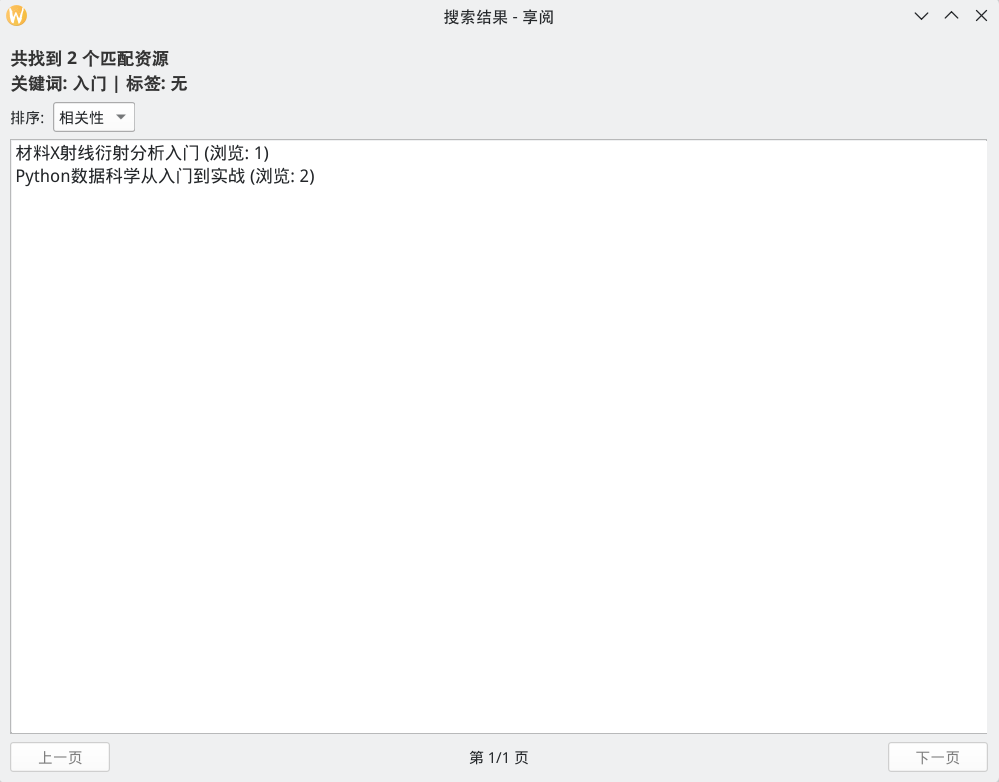 搜索结果 - 享阅
共找到 2 个匹配资源
关键词: 入门 | 标签: 无
排序: 相关性
材料X射线衍射分析入门 (浏览: 1)
Python数据科学从入门到实战 (浏览: 2)
上一页 第 1/1 页 下一页